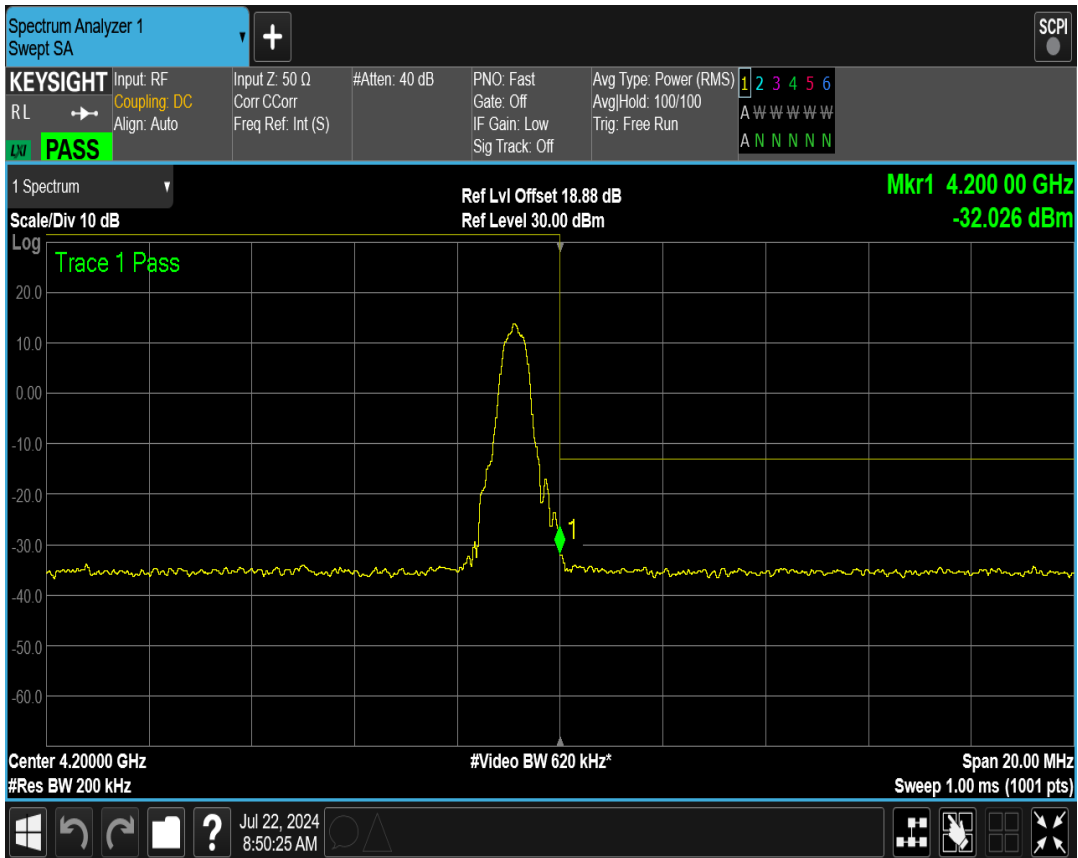 Spectrum Analyzer 1
Swept SA
SCPI
KEYSIGHT
RL
LXI PASS
Input: RF
Coupling: DC
Align: Auto
Input Z: 50 Ω
Corr CCorr
Freq Ref: Int (S)
#Atten: 40 dB
PNO: Fast
Gate: Off
IF Gain: Low
Sig Track: Off
Avg Type: Power (RMS)
Avg|Hold: 100/100
Trig: Free Run
1 2 3 4 5 6
A W W W W W
A N N N N N
1 Spectrum
Scale/Div 10 dB
Ref Lvl Offset 18.88 dB
Ref Level 30.00 dBm
Mkr1 4.200 00 GHz
-32.026 dBm
Log
Trace 1 Pass
20.0
10.0
0.00
-10.0
-20.0
1
-30.0
-40.0
-50.0
-60.0
Center 4.20000 GHz
#Video BW 620 kHz*
Span 20.00 MHz
#Res BW 200 kHz
Sweep 1.00 ms (1001 pts)
?
Jul 22, 2024
8:50:25 AM